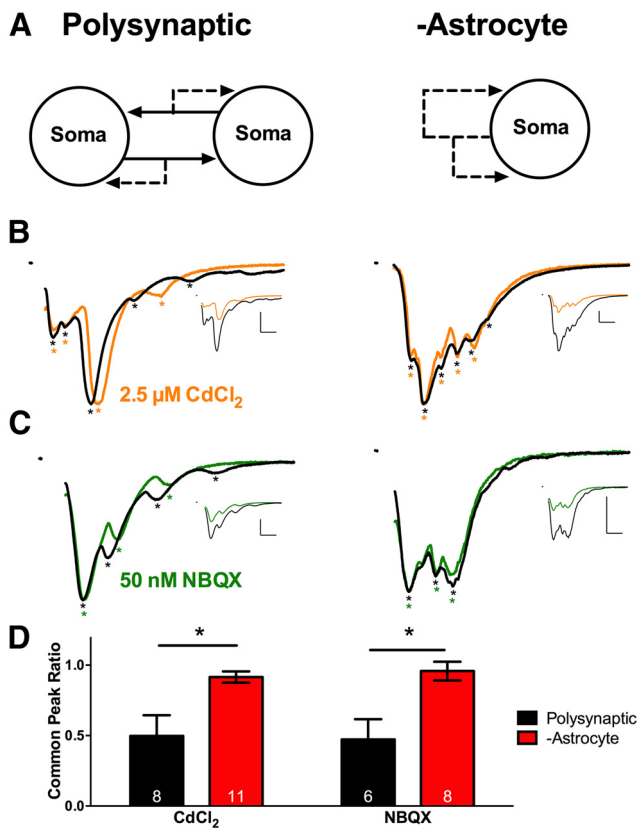 A
Polysynaptic
-Astrocyte
Soma
Soma
Soma
B
* * * * * * * *
2.5 µM CdCl₂
* * * * * * * * * * *
C
* * * * * * *
50 nM NBQX
* * * * * *
D
* *
Common Peak Ratio
1.0
0.5
0.0
8 11 6 8
CdCl₂ NBQX
Polysynaptic
-Astrocyte